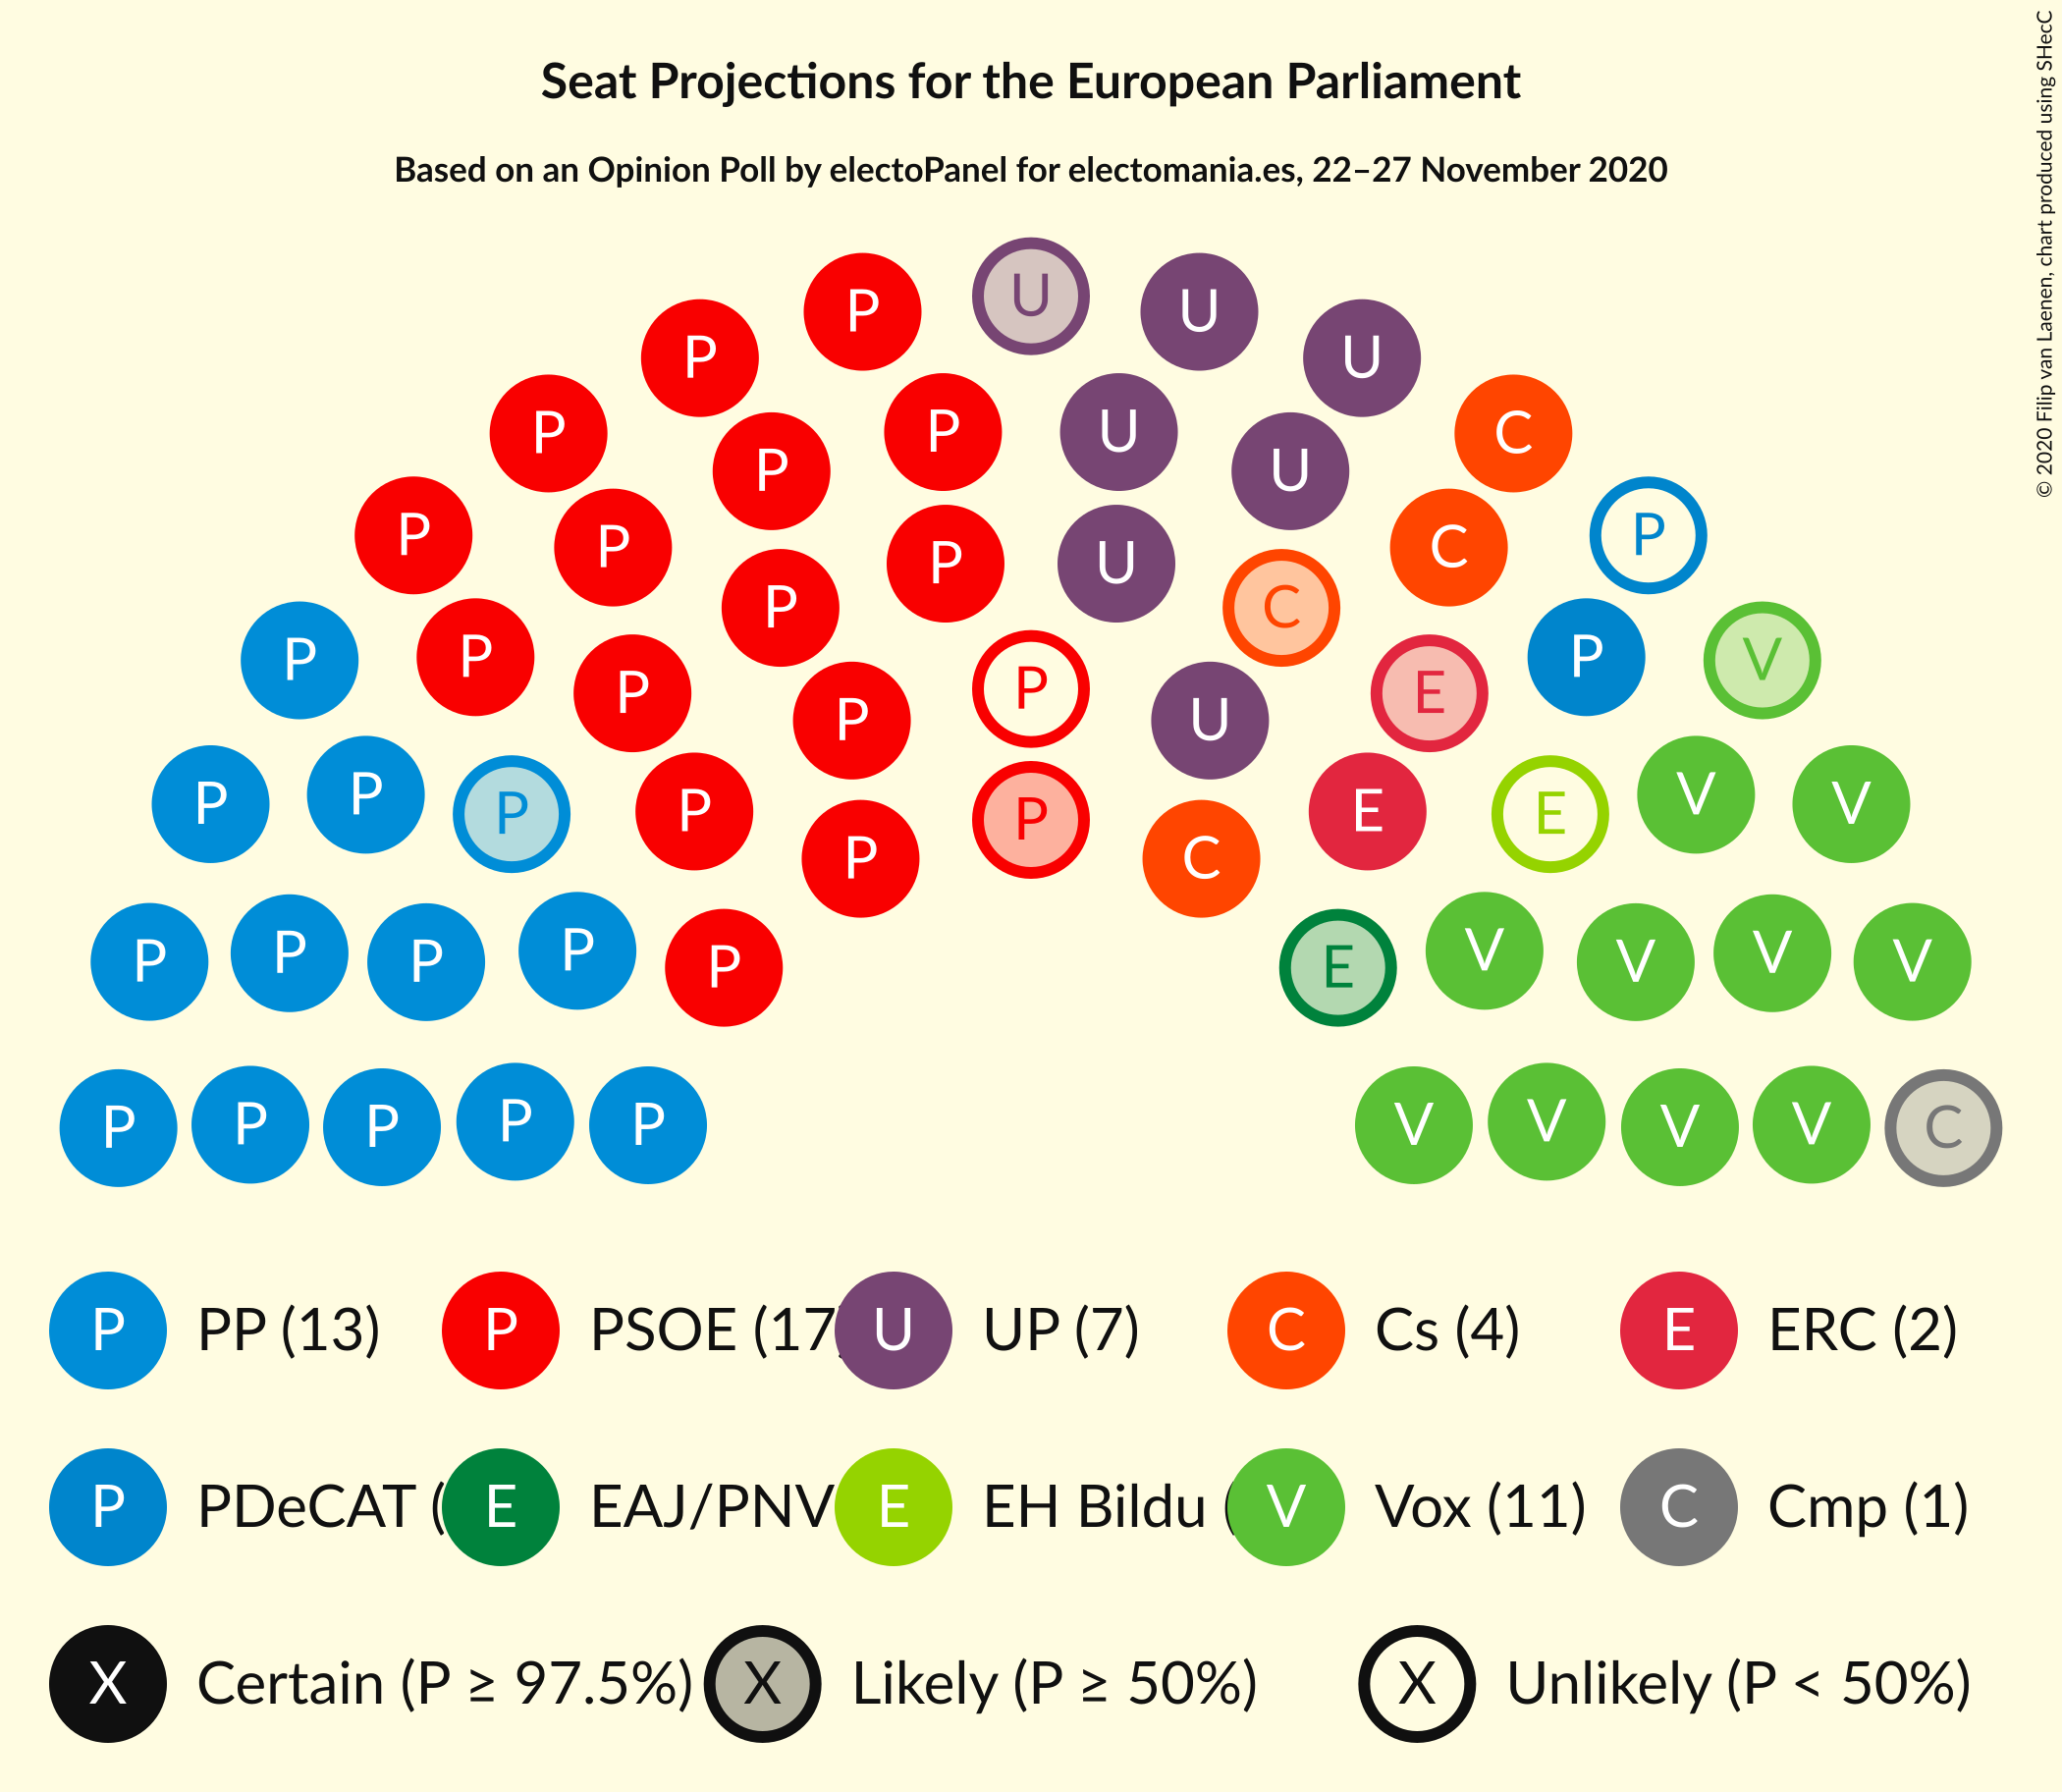 Seat Projections for the European Parliament
Based on an Opinion Poll by electoPanel for electomania.es, 22–27 November 2020
© 2020 Filip van Laenen, chart produced using SHecC
U
P U
P U
P C
P U
P U
P P
P C
P U
P C
P V
P P
P E
P
P U
P V
P V
P E
P E
P
P C
P V
P V
P V
P V
P E
P V
P V
P V
P V
P C
P PP (13) P PSOE (17 U UP (7) C Cs (4) E ERC (2)
P PDeCAT ( E EAJ/PNV E EH Bildu ( V Vox (11) C Cmp (1)
X Certain (P ≥ 97.5%) X Likely (P ≥ 50%) X Unlikely (P < 50%)